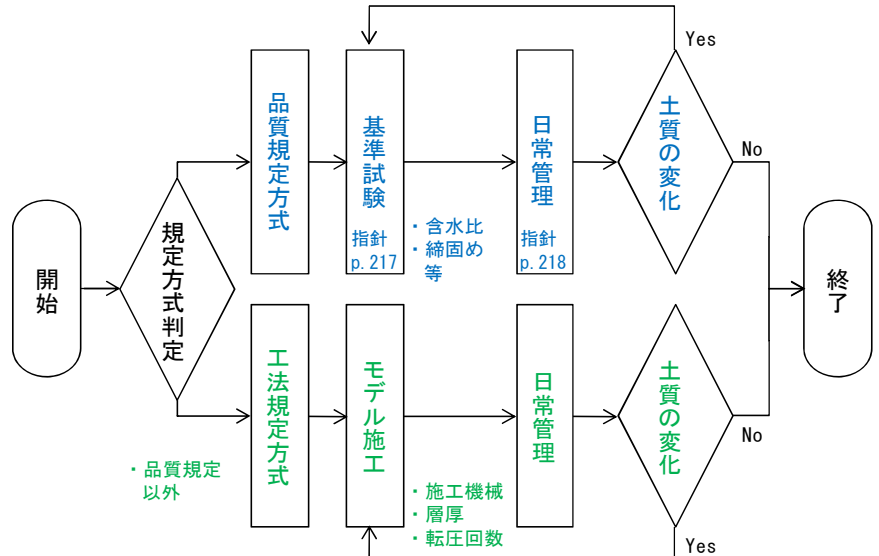 開始
規定方式判定
品質規定方式
基準試験
指針
p.217
・含水比
・締固め
等
日常管理
指針
p.218
土質の変化
Yes
No
工法規定方式
・品質規定
以外
モデル施工
・施工機械
・層厚
・転圧回数
日常管理
土質の変化
No
Yes
終了